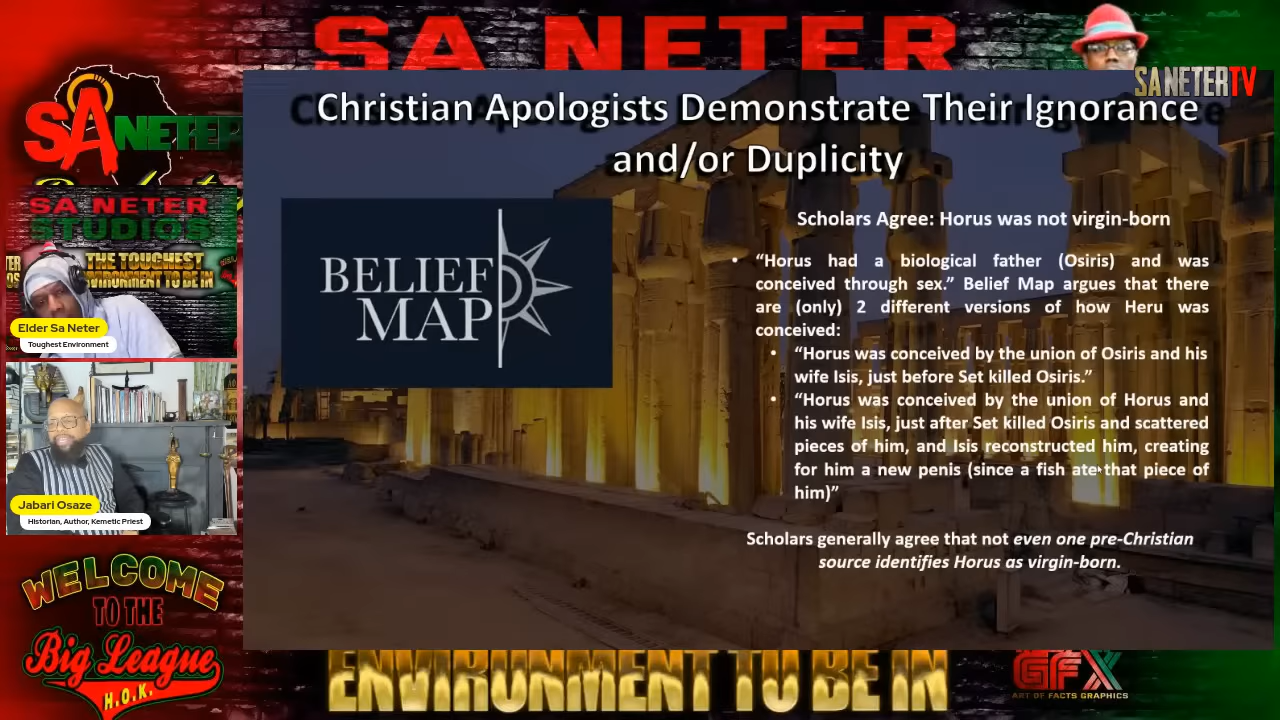 SA NETER
SA NETERTV
SA NETER
Christian Apologists Demonstrate Their Ignorance
and/or Duplicity
BELIEF
MAP
Scholars Agree: Horus was not virgin-born
• “Horus had a biological father (Osiris) and was
conceived through sex.” Belief Map argues that there
are (only) 2 different versions of how Heru was
conceived:
• “Horus was conceived by the union of Osiris and his
wife Isis, just before Set killed Osiris.”
• “Horus was conceived by the union of Horus and
his wife Isis, just after Set killed Osiris and scattered
pieces of him, and Isis reconstructed him, creating
for him a new penis (since a fish ate that piece of
him)”
Scholars generally agree that not even one pre-Christian
source identifies Horus as virgin-born.
SA NETER
STUDIOS
THE TOUGHEST
ENVIRONMENT TO BE IN
Elder Sa Neter
Toughest Environment
Jabari Osaze
Historian, Author, Kemetic Priest
WELCOME
TO THE
Big League
H.O.K.
ENVIRONMENT TO BE IN
GFX
ART OF FACTS GRAPHICS